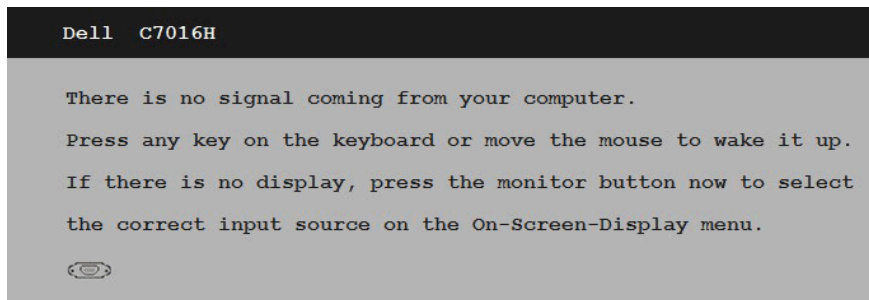 Dell C7016H
There is no signal coming from your computer.
Press any key on the keyboard or move the mouse to wake it up.
If there is no display, press the monitor button now to select
the correct input source on the On-Screen-Display menu.